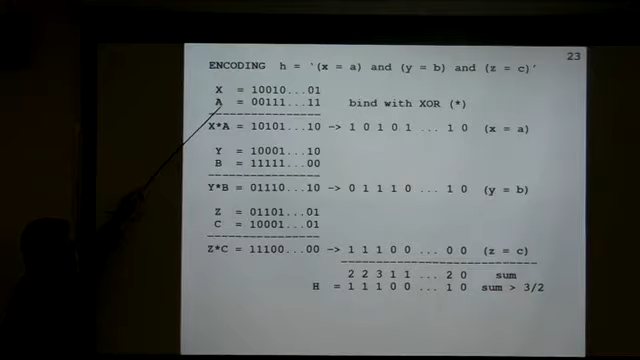 23
ENCODING h = '(x = a) and (y = b) and (z = c)'
X = 10010...01
A = 00111...11 bind with XOR (*)
X*A = 10101...10 -> 1 0 1 0 1 ... 1 0 (x = a)
Y = 10001...10
B = 11111...00
Y*B = 01110...10 -> 0 1 1 1 0 ... 1 0 (y = b)
Z = 01101...01
C = 10001...01
Z*C = 11100...00 -> 1 1 1 0 0 ... 0 0 (z = c)
2 2 3 1 1 ... 2 0 sum
H = 1 1 1 0 0 ... 1 0 sum > 3/2